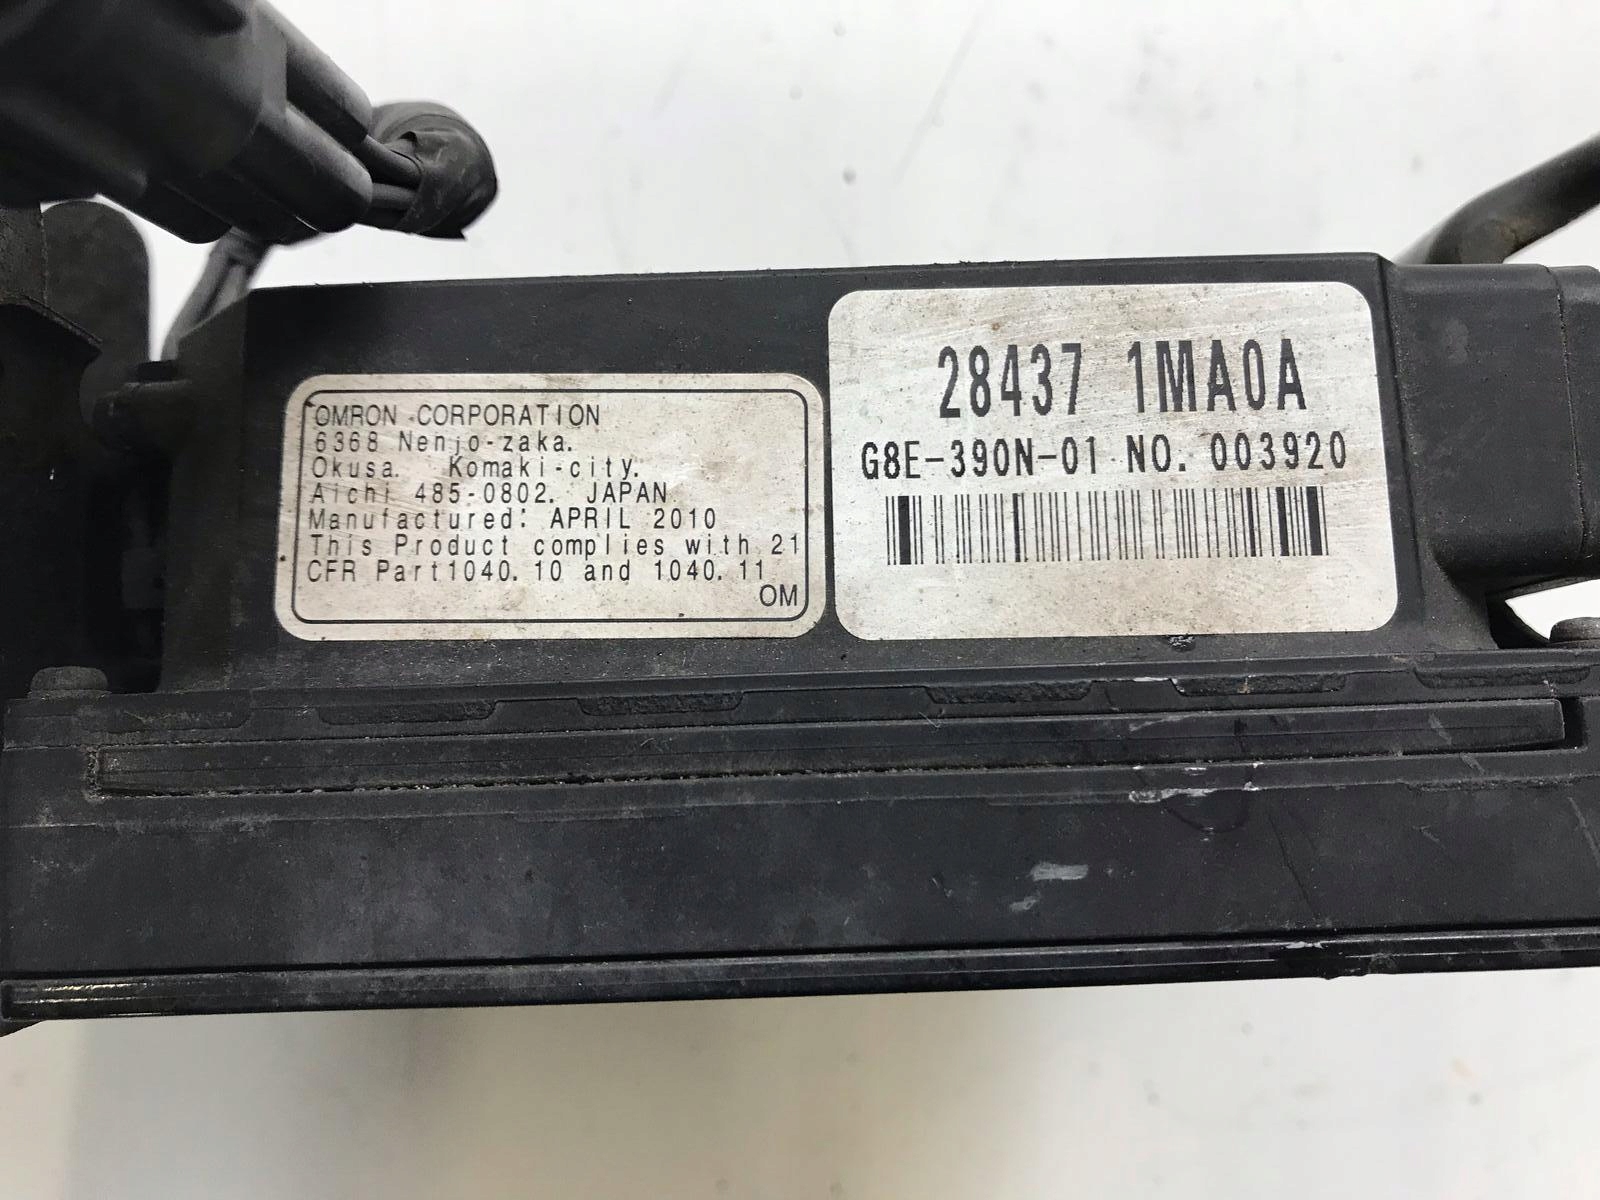 OMRON CORPORATION
6368 Nenjo-zaka.
Okusa. Komaki-city.
Aichi 485-0802. JAPAN
Manufactured: APRIL 2010
This Product complies with 21
CFR Part1040.10 and 1040.11
OM
28437 1MA0A
G8E-390N-01 NO. 003920